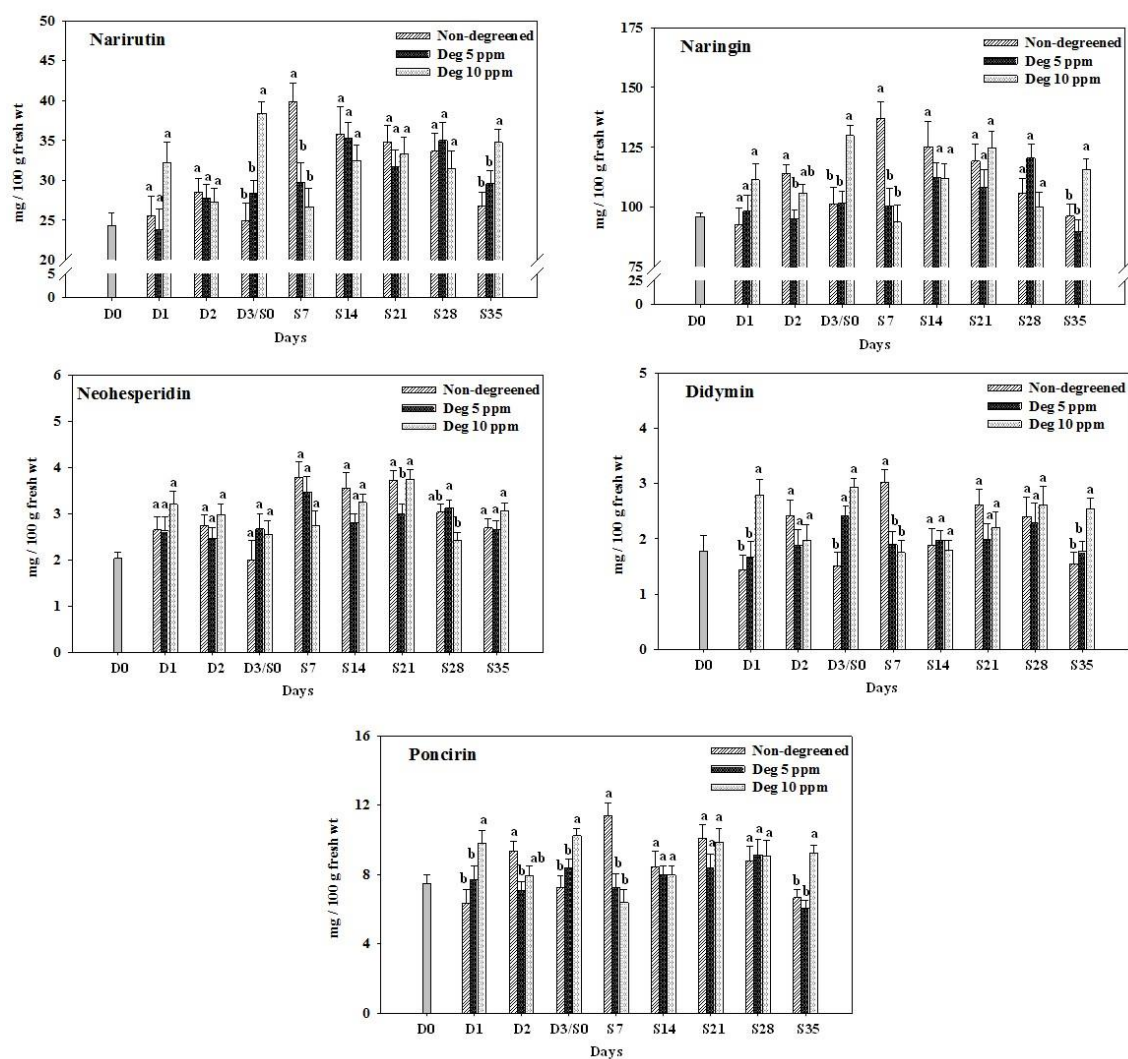 Narirutin
Non-degreened
Deg 5 ppm
Deg 10 ppm
mg / 100 g fresh wt
50
45
40
35
30
25
20
5
0
a a a a a a b b a a b b a a a a a a a a a b b a
D0 D1 D2 D3/S0 S7 S14 S21 S28 S35
Days
Naringin
Non-degreened
Deg 5 ppm
Deg 10 ppm
mg / 100 g fresh wt
175
150
125
100
75
25
0
a a a a b ab b b a a b b a a a a a a a a a b b a
D0 D1 D2 D3/S0 S7 S14 S21 S28 S35
Days
Neohesperidin
Non-degreened
Deg 5 ppm
Deg 10 ppm
mg / 100 g fresh wt
6
5
4
3
2
1
0
a a a a a a a a a a a a a a a a b a ab a b a a a
D0 D1 D2 D3/S0 S7 S14 S21 S28 S35
Days
Didymin
Non-degreened
Deg 5 ppm
Deg 10 ppm
mg / 100 g fresh wt
5
4
3
2
1
0
b b a a a a b a a a b b a a a a a a a a a b b a
D0 D1 D2 D3/S0 S7 S14 S21 S28 S35
Days
Poncirin
Non-degreened
Deg 5 ppm
Deg 10 ppm
mg / 100 g fresh wt
16
12
8
4
0
b b a a b ab b b a a b b a a a a a a a a a b b a
D0 D1 D2 D3/S0 S7 S14 S21 S28 S35
Days